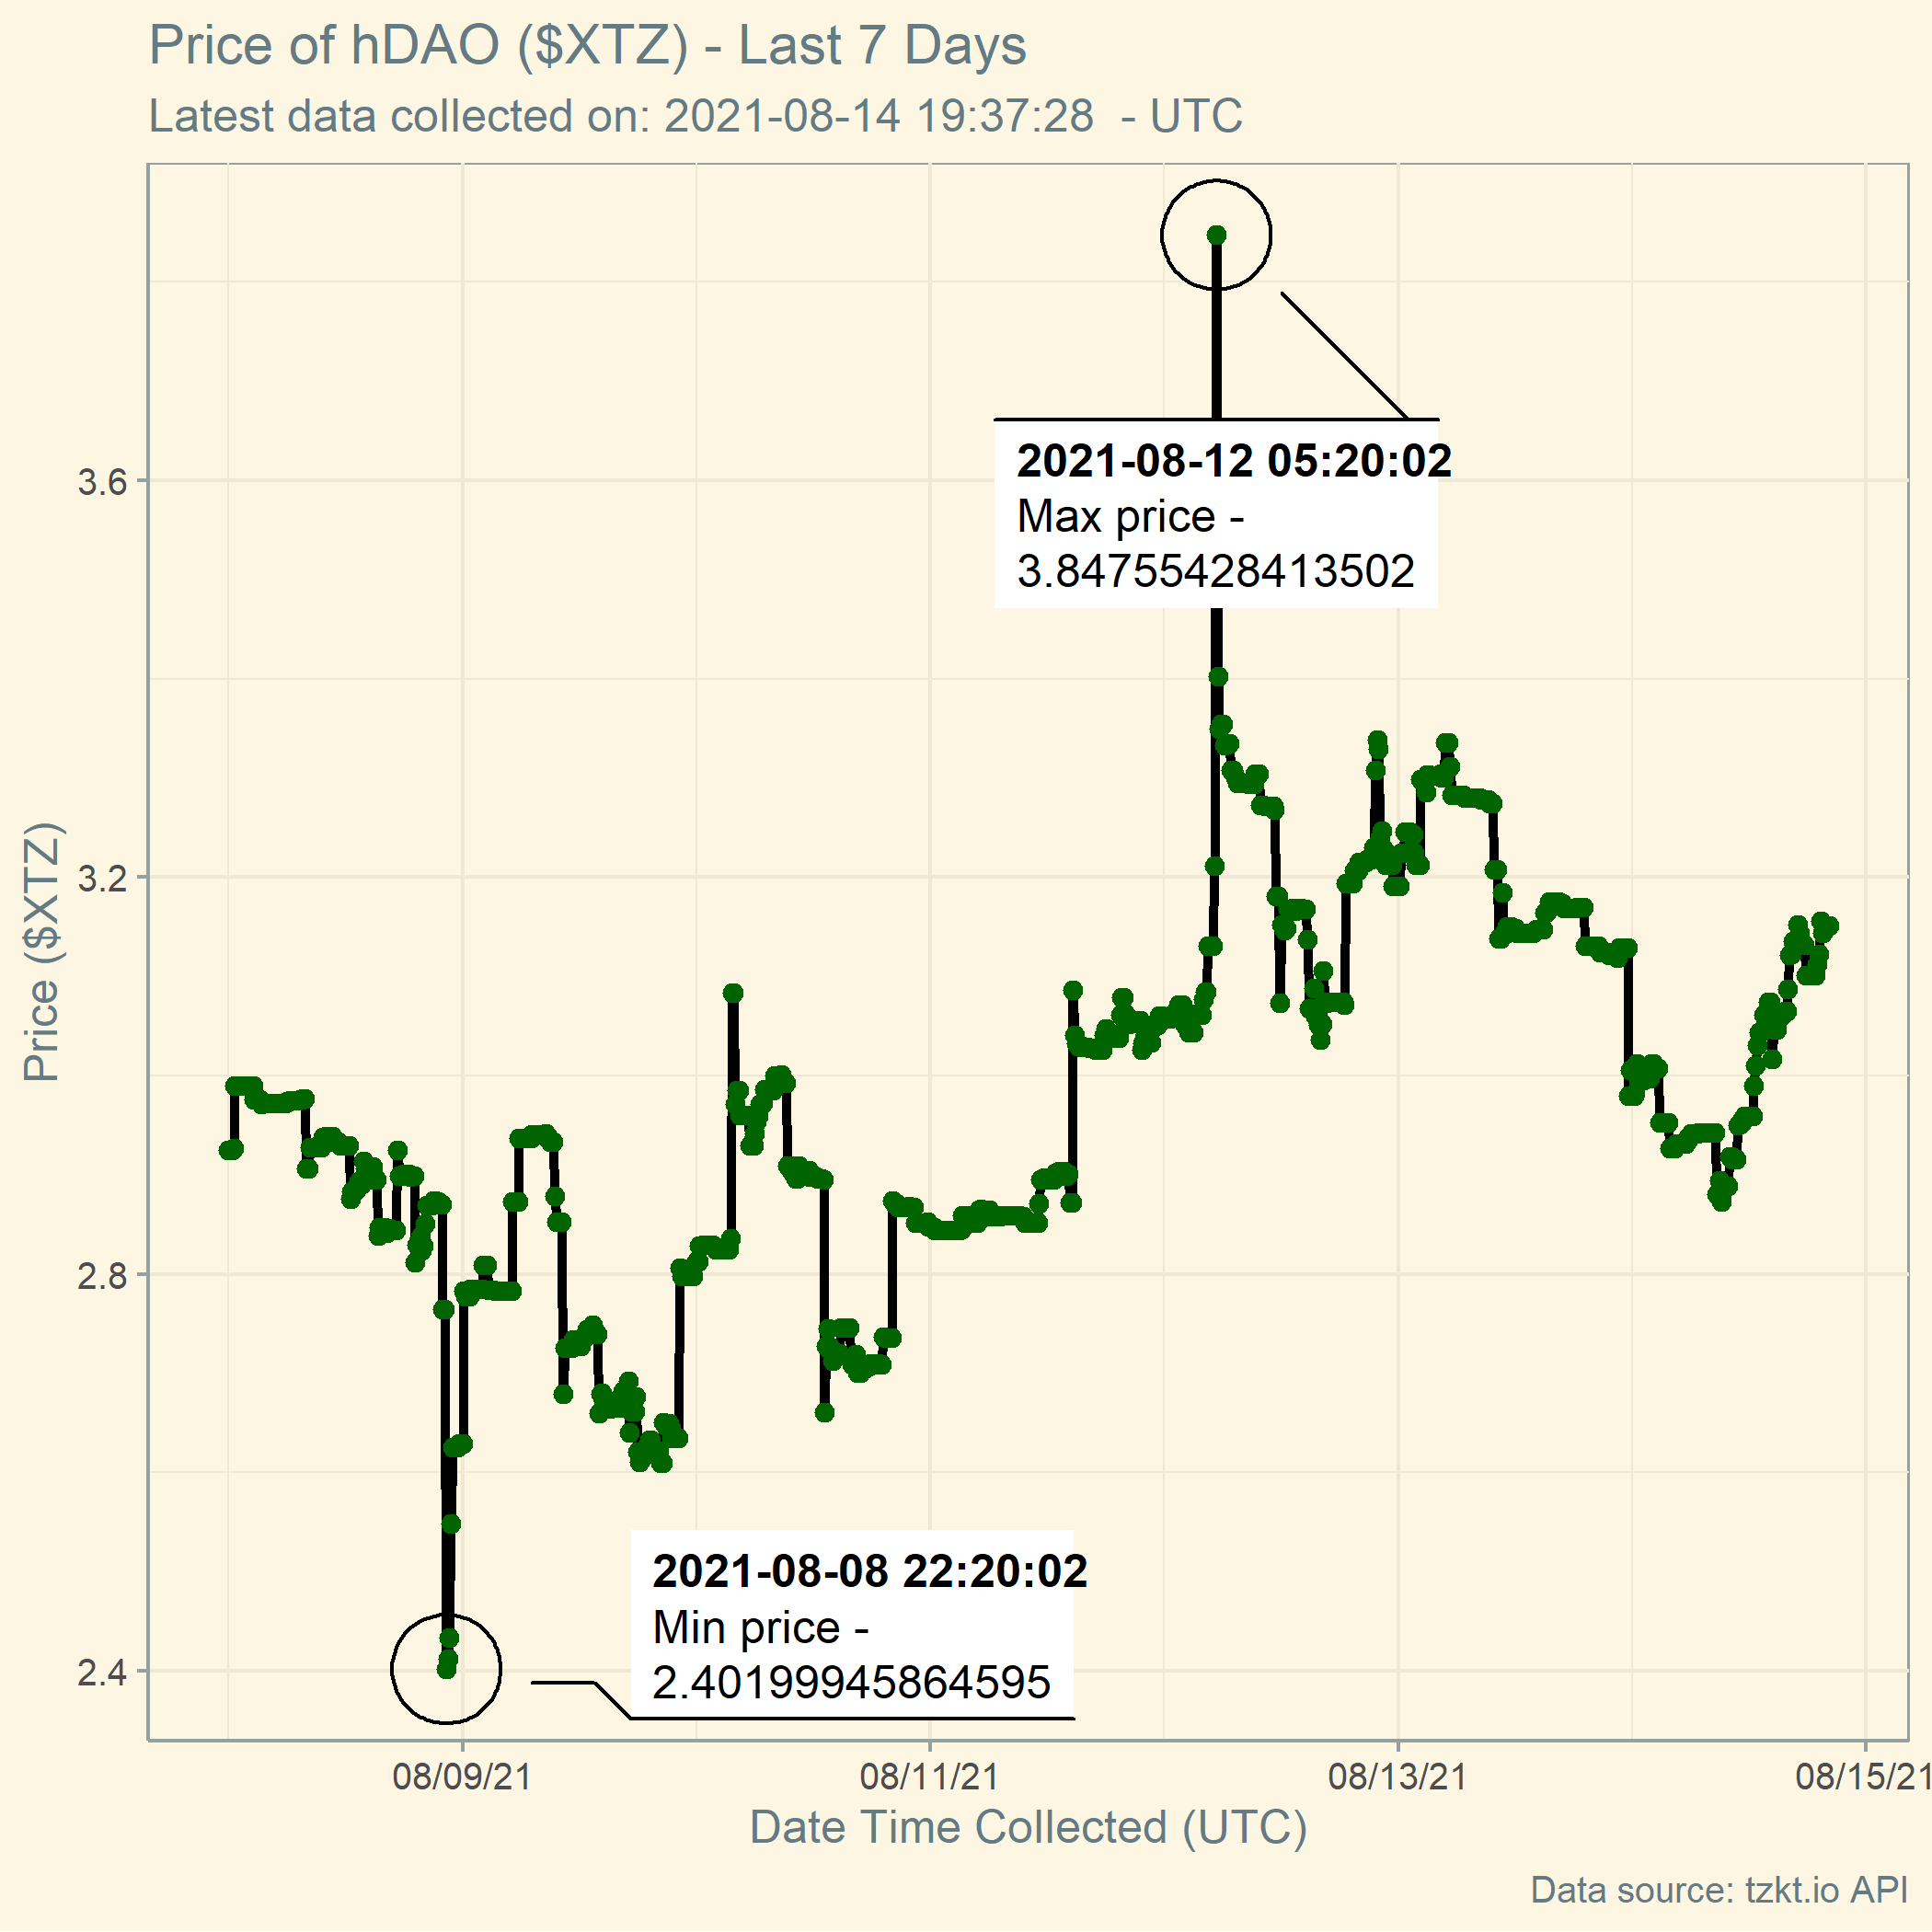 Price of hDAO ($XTZ) - Last 7 Days
Latest data collected on: 2021-08-14 19:37:28  - UTC
2021-08-12 05:20:02
Max price -
3.84755428413502
3.6
3.2
2.8
2.4
Price ($XTZ)
2021-08-08 22:20:02
Min price -
2.40199945864595
08/09/21
08/11/21
08/13/21
08/15/21
Date Time Collected (UTC)
Data source: tzkt.io API